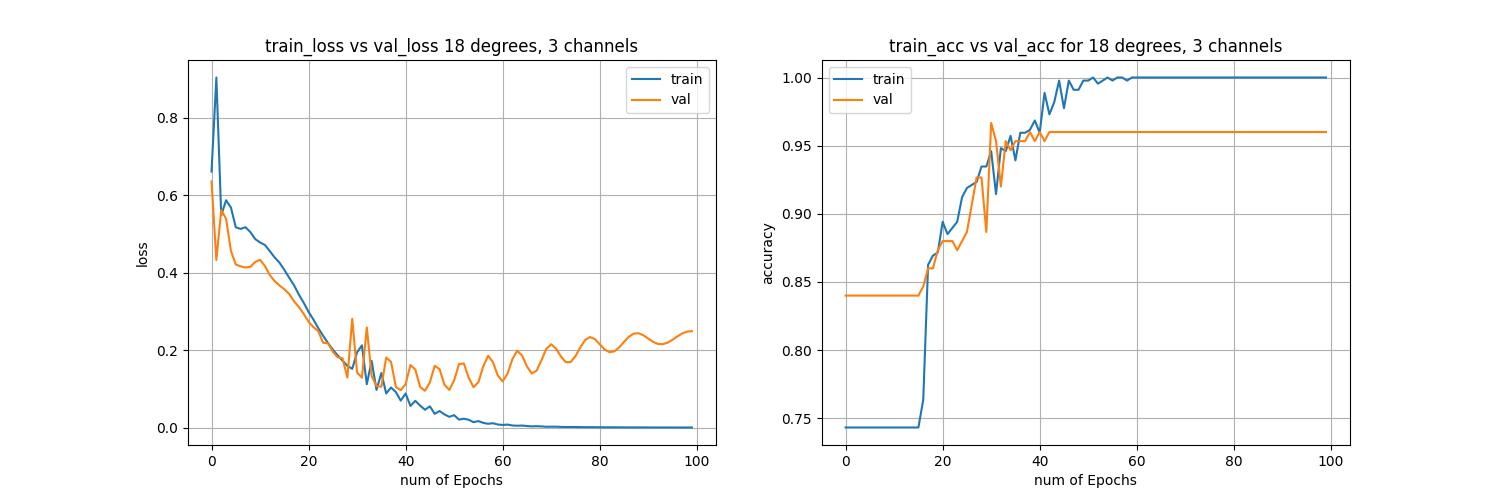 train_loss vs val_loss 18 degrees, 3 channels
train
val
0.8
0.6
0.4
0.2
0.0
loss
0 20 40 60 80 100
num of Epochs
train_acc vs val_acc for 18 degrees, 3 channels
train
val
1.00
0.95
0.90
0.85
0.80
0.75
accuracy
0 20 40 60 80 100
num of Epochs